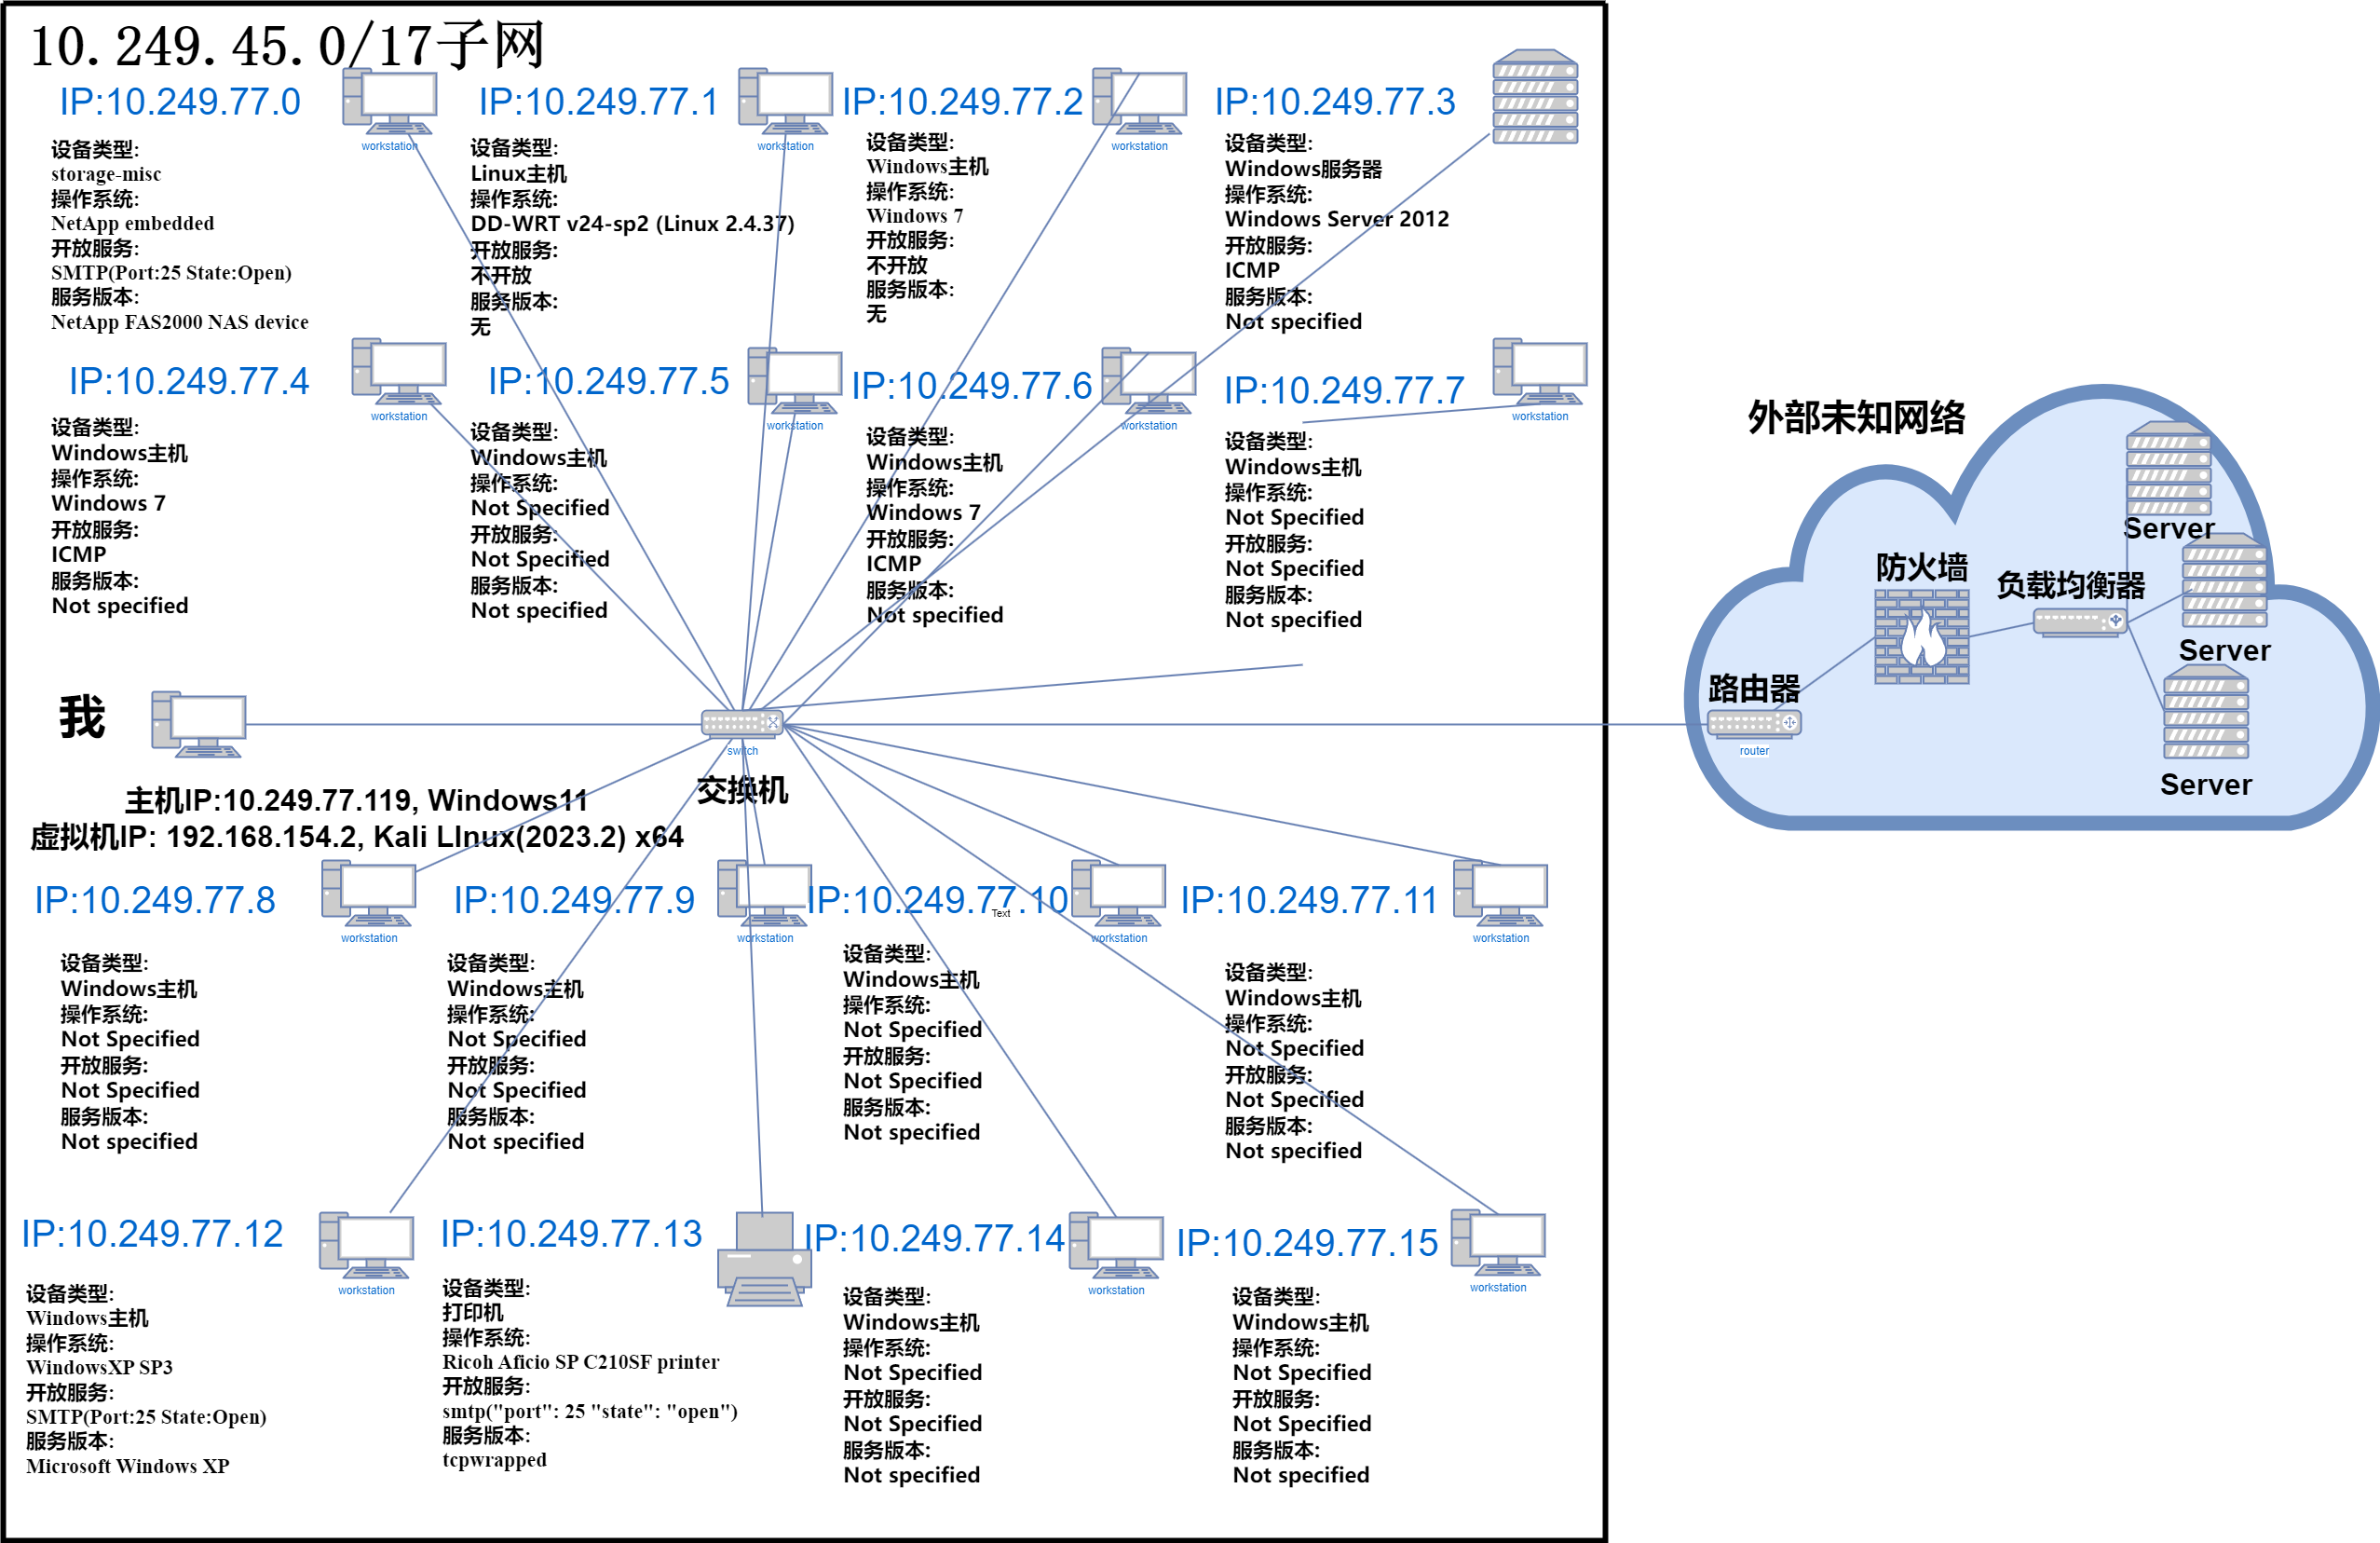 10.249.45.0/17子网
IP:10.249.77.0
workstation
设备类型:
storage-misc
操作系统:
NetApp embedded
开放服务:
SMTP(Port:25 State:Open)
服务版本:
NetApp FAS2000 NAS device
IP:10.249.77.1
workstation
设备类型:
Linux主机
操作系统:
DD-WRT v24-sp2 (Linux 2.4.37)
开放服务:
不开放
服务版本:
无
IP:10.249.77.2
workstation
设备类型:
Windows主机
操作系统:
Windows 7
开放服务:
不开放
服务版本:
无
IP:10.249.77.3
设备类型:
Windows服务器
操作系统:
Windows Server 2012
开放服务:
ICMP
服务版本:
Not specified
IP:10.249.77.4
workstation
设备类型:
Windows主机
操作系统:
Windows 7
开放服务:
ICMP
服务版本:
Not specified
IP:10.249.77.5
workstation
设备类型:
Windows主机
操作系统:
Not Specified
开放服务:
Not Specified
服务版本:
Not specified
IP:10.249.77.6
workstation
设备类型:
Windows主机
操作系统:
Windows 7
开放服务:
ICMP
服务版本:
Not specified
IP:10.249.77.7
workstation
设备类型:
Windows主机
操作系统:
Not Specified
开放服务:
Not Specified
服务版本:
Not specified
我
switch
交换机
主机IP:10.249.77.119, Windows11
虚拟机IP: 192.168.154.2, Kali LInux(2023.2) x64
IP:10.249.77.8
workstation
设备类型:
Windows主机
操作系统:
Not Specified
开放服务:
Not Specified
服务版本:
Not specified
IP:10.249.77.9
workstation
设备类型:
Windows主机
操作系统:
Not Specified
开放服务:
Not Specified
服务版本:
Not specified
IP:10.249.77.10
Text
workstation
设备类型:
Windows主机
操作系统:
Not Specified
开放服务:
Not Specified
服务版本:
Not specified
IP:10.249.77.11
workstation
设备类型:
Windows主机
操作系统:
Not Specified
开放服务:
Not Specified
服务版本:
Not specified
IP:10.249.77.12
workstation
设备类型:
Windows主机
操作系统:
WindowsXP SP3
开放服务:
SMTP(Port:25 State:Open)
服务版本:
Microsoft Windows XP
IP:10.249.77.13
设备类型:
打印机
操作系统:
Ricoh Aficio SP C210SF printer
开放服务:
smtp("port": 25 "state": "open")
服务版本:
tcpwrapped
IP:10.249.77.14
workstation
设备类型:
Windows主机
操作系统:
Not Specified
开放服务:
Not Specified
服务版本:
Not specified
IP:10.249.77.15
workstation
设备类型:
Windows主机
操作系统:
Not Specified
开放服务:
Not Specified
服务版本:
Not specified
外部未知网络
Server
防火墙
负载均衡器
Server
路由器
router
Server